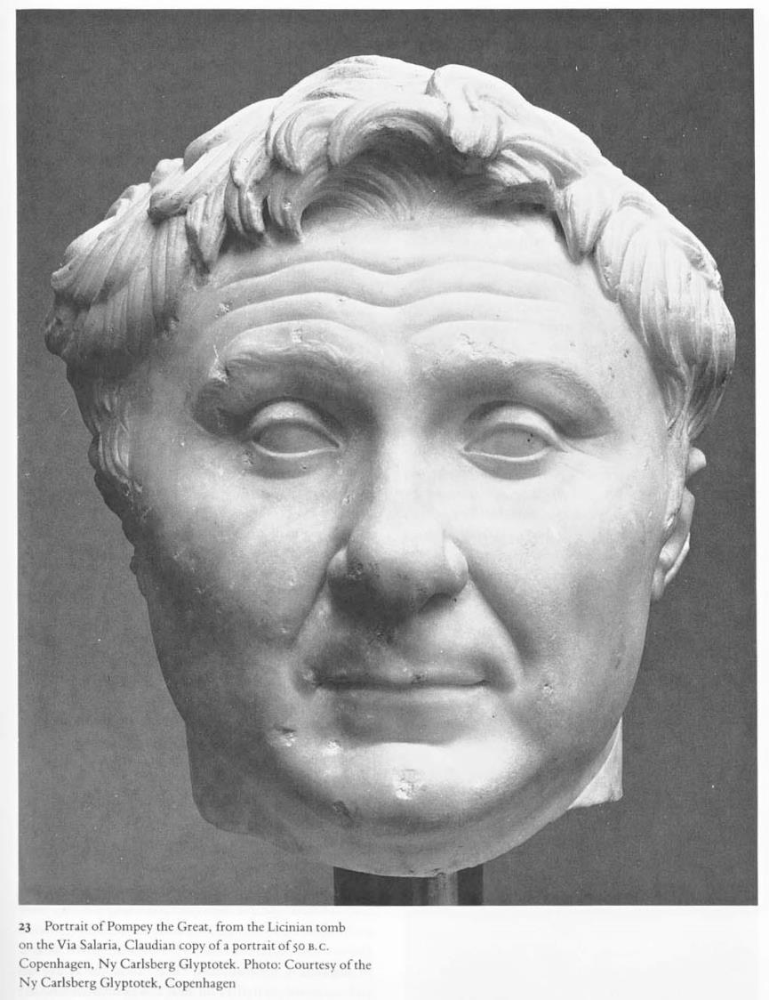 23 Portrait of Pompey the Great, from the Licinian tomb
on the Via Salaria, Claudian copy of a portrait of 50 B.C.
Copenhagen, Ny Carlsberg Glyptotek. Photo: Courtesy of the
Ny Carlsberg Glyptotek, Copenhagen